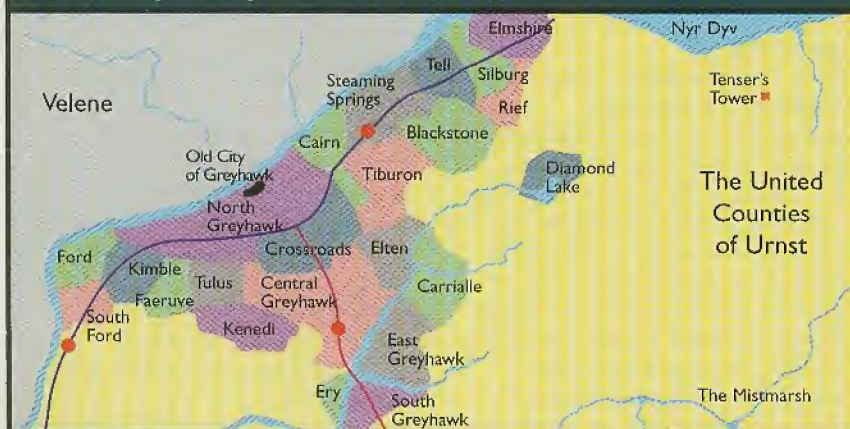 Elmshire
Nyr Dyv
Tell
Silburg
Steaming
Springs
Tenser's
Tower
Rief
Velene
Blackstone
Cairn
Old City
of Greyhawk
Tiburon
Diamond
Lake
The United
Counties
of Urnst
North
Greyhawk
Crossroads
Elten
Ford
Kimble
Tulus
Central
Greyhawk
Carrialle
Faeruve
South
Ford
Kenedi
East
Greyhawk
Ery
South
Greyhawk
The Mistmarsh